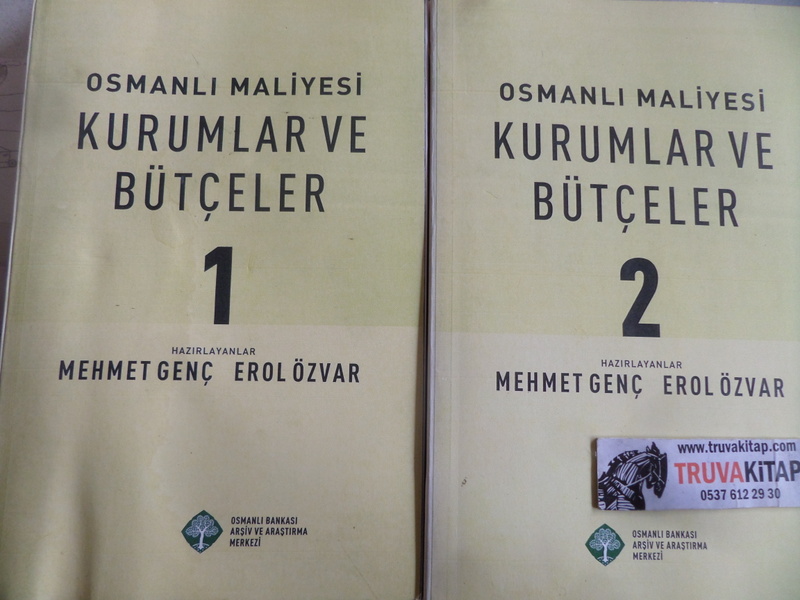 OSMANLI MALİYESİ
KURUMLAR VE
BÜTÇELER
1
HAZIRLAYANLAR
MEHMET GENÇ EROL ÖZVAR
OSMANLI BANKASI
ARŞİV VE ARAŞTIRMA
MERKEZİ
OSMANLI MALİYESİ
KURUMLAR VE
BÜTÇELER
2
HAZIRLAYANLAR
MEHMET GENÇ EROL ÖZVAR
www.truvakitap.com
TRUVAKiTAP
0537 612 29 30
OSMANLI BANKASI
ARŞİV VE ARAŞTIRMA
MERKEZİ